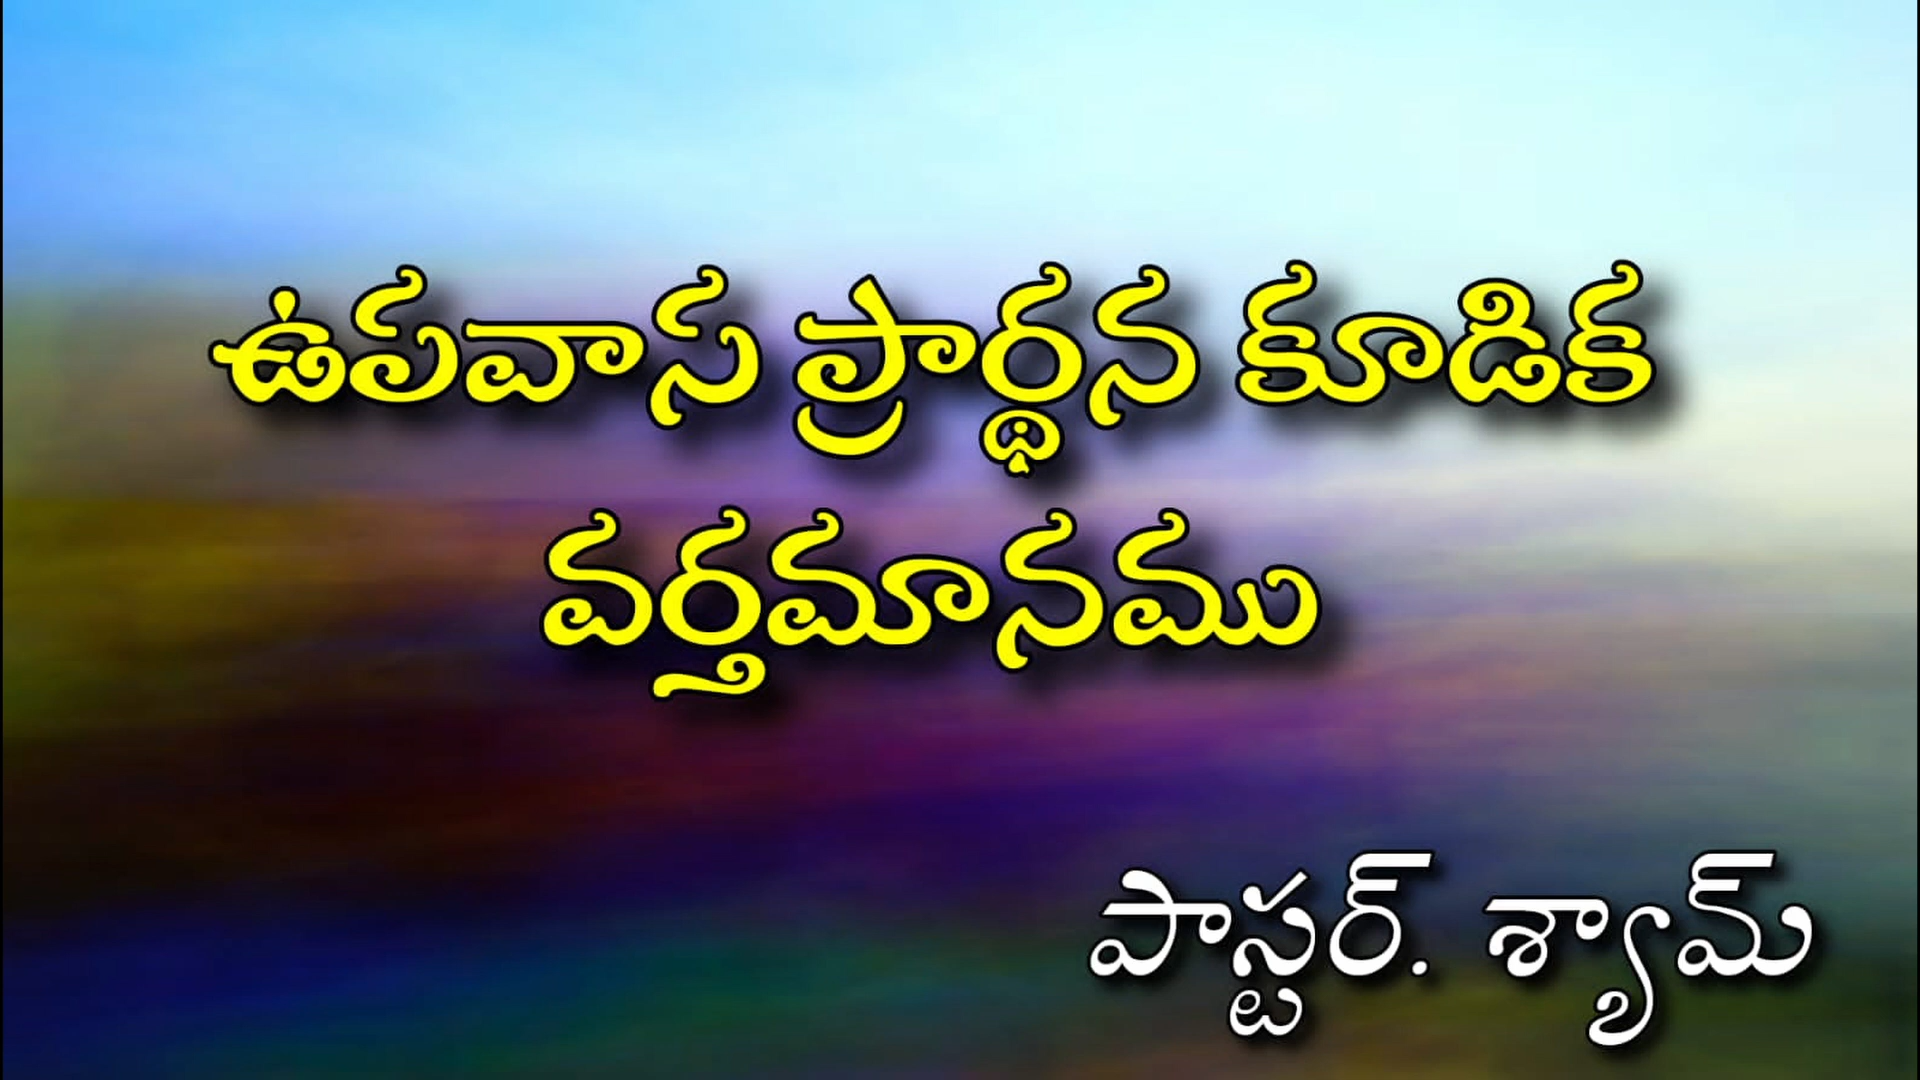 ఉపవాస ప్రార్థన కూడిక
వర్తమానము
పాస్టర్. శ్యామ్